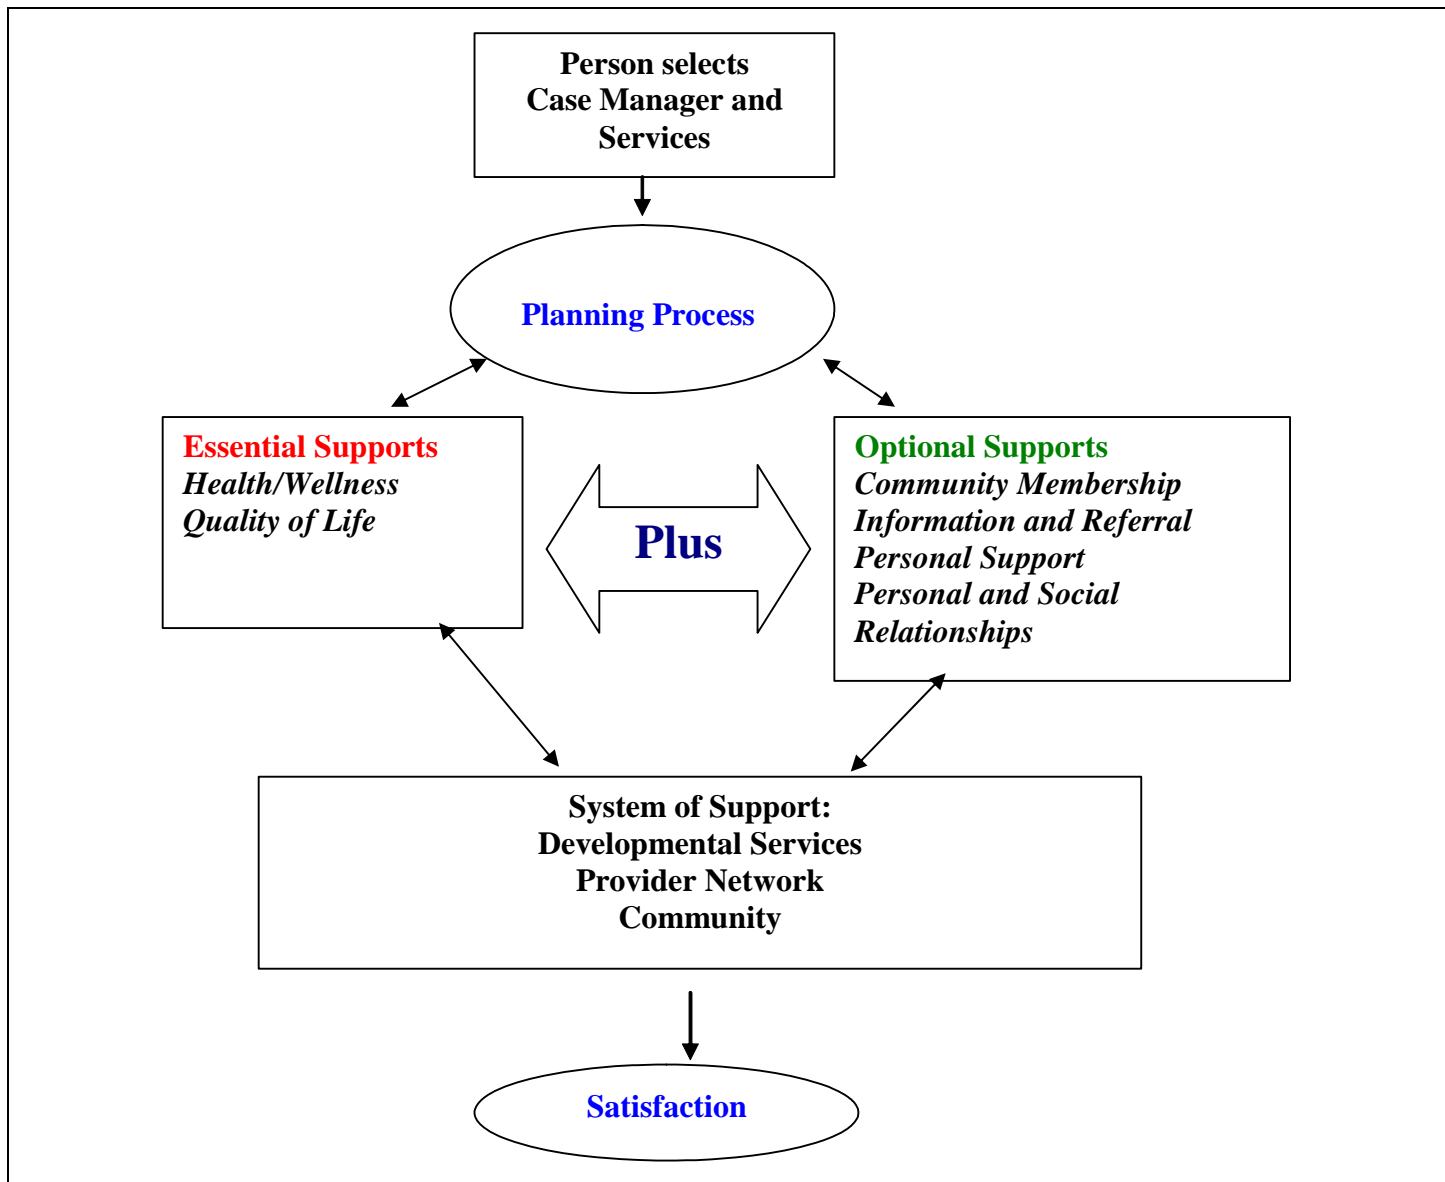 Person selects
Case Manager and
Services
Planning Process
Essential Supports
Health/Wellness
Quality of Life
Plus
Optional Supports
Community Membership
Information and Referral
Personal Support
Personal and Social
Relationships
System of Support:
Developmental Services
Provider Network
Community
Satisfaction